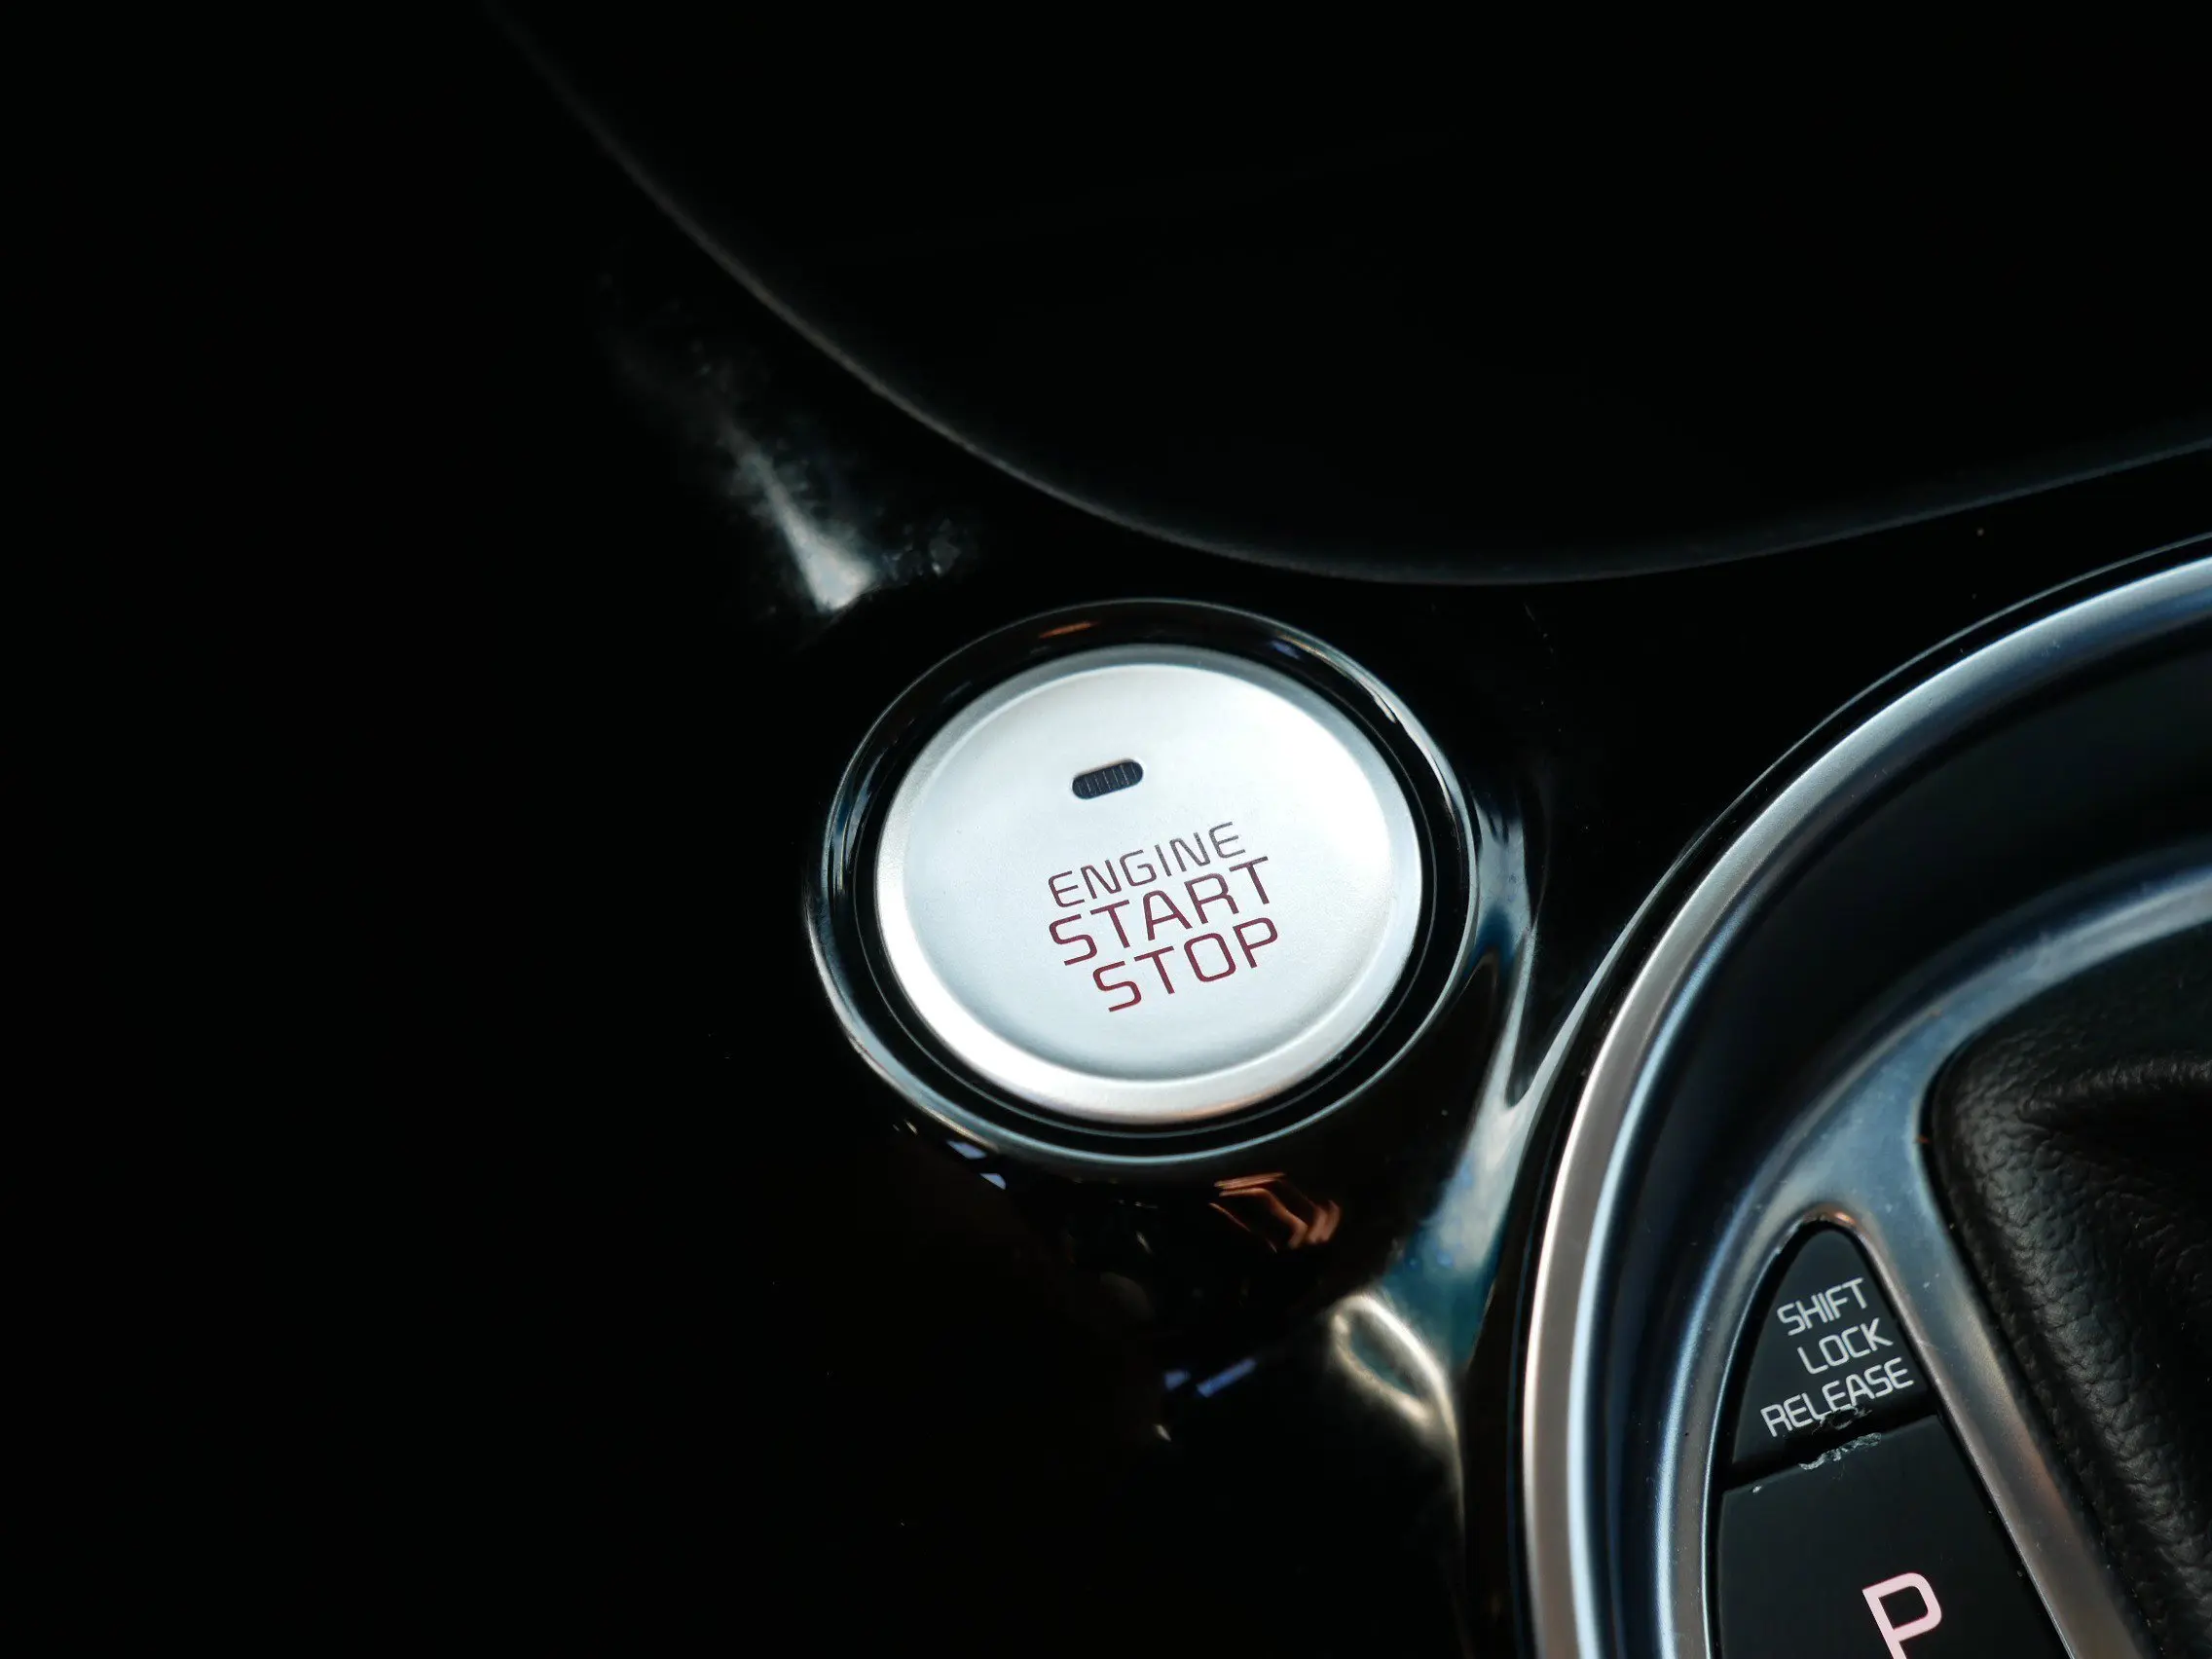 ENGINE
START
STOP
SHIFT
LOCK
RELEASE
P